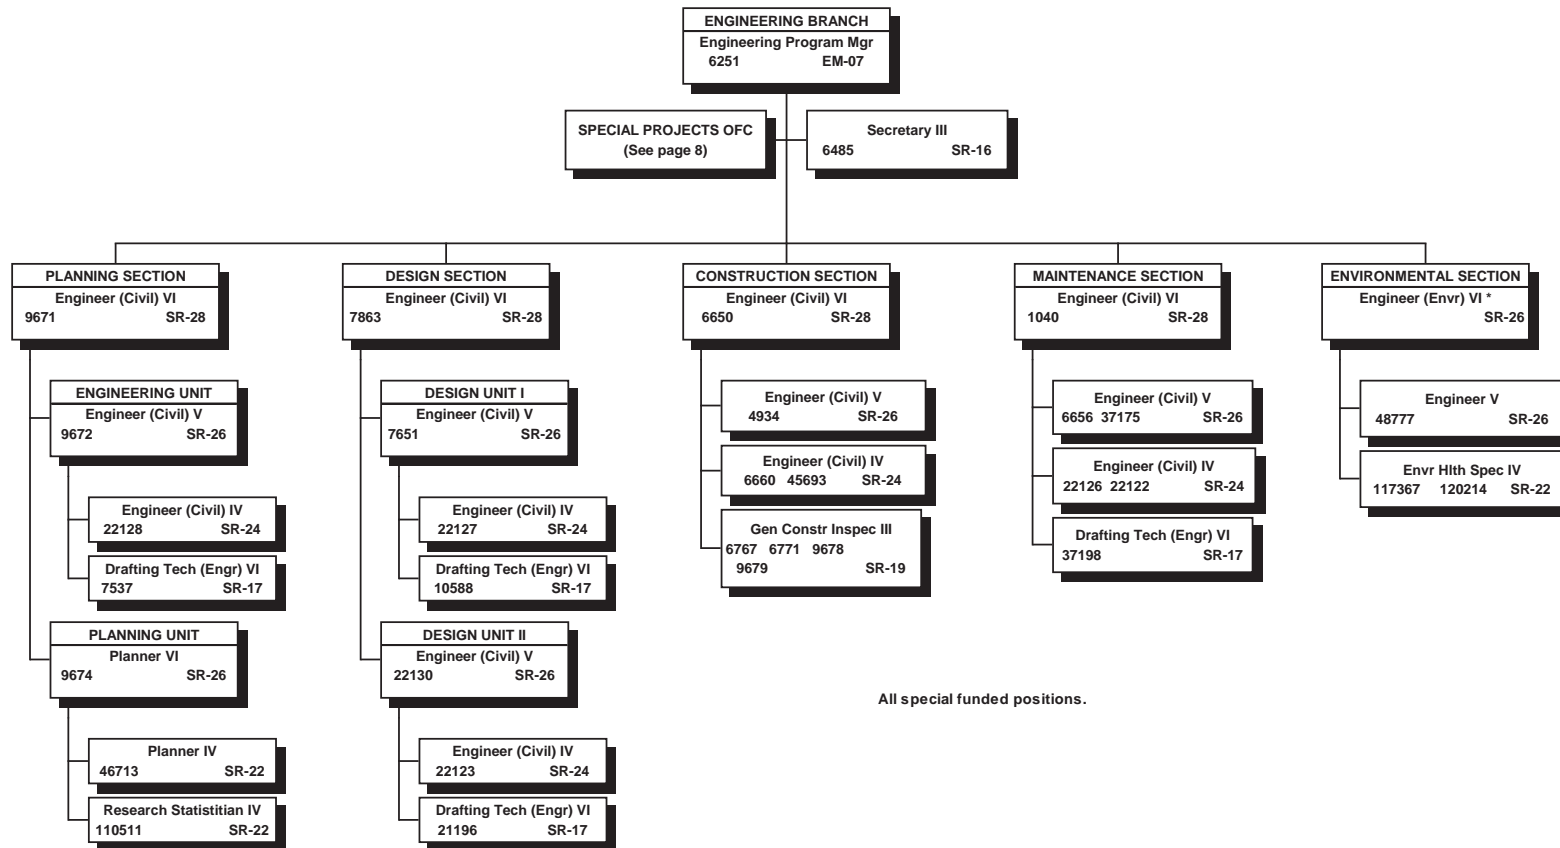 ENGINEERING BRANCH
Engineering Program Mgr
6251 EM-07
SPECIAL PROJECTS OFC
(See page 8)
Secretary III
6485 SR-16
PLANNING SECTION
Engineer (Civil) VI
9671 SR-28
ENGINEERING UNIT
Engineer (Civil) V
9672 SR-26
Engineer (Civil) IV
22128 SR-24
Drafting Tech (Engr) VI
7537 SR-17
PLANNING UNIT
Planner VI
9674 SR-26
Planner IV
46713 SR-22
Research Statistitian IV
110511 SR-22
DESIGN SECTION
Engineer (Civil) VI
7863 SR-28
DESIGN UNIT I
Engineer (Civil) V
7651 SR-26
Engineer (Civil) IV
22127 SR-24
Drafting Tech (Engr) VI
10588 SR-17
DESIGN UNIT II
Engineer (Civil) V
22130 SR-26
Engineer (Civil) IV
22123 SR-24
Drafting Tech (Engr) VI
21196 SR-17
CONSTRUCTION SECTION
Engineer (Civil) VI
6650 SR-28
Engineer (Civil) V
4934 SR-26
Engineer (Civil) IV
6660 45693 SR-24
Gen Constr Inspec III
6767 6771 9678
9679 SR-19
MAINTENANCE SECTION
Engineer (Civil) VI
1040 SR-28
Engineer (Civil) V
6656 37175 SR-26
Engineer (Civil) IV
22126 22122 SR-24
Drafting Tech (Engr) VI
37198 SR-17
ENVIRONMENTAL SECTION
Engineer (Envr) VI *
SR-26
Engineer V
48777 SR-26
Envr Hlth Spec IV
117367 120214 SR-22
All special funded positions.